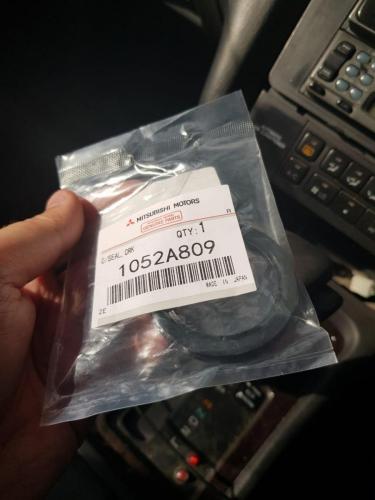 MITSUBISHI MOTORS
GENUINE PARTS
R
QTY:1
O/SEAL, CRK
1052A809
MADE IN JAPAN
2E